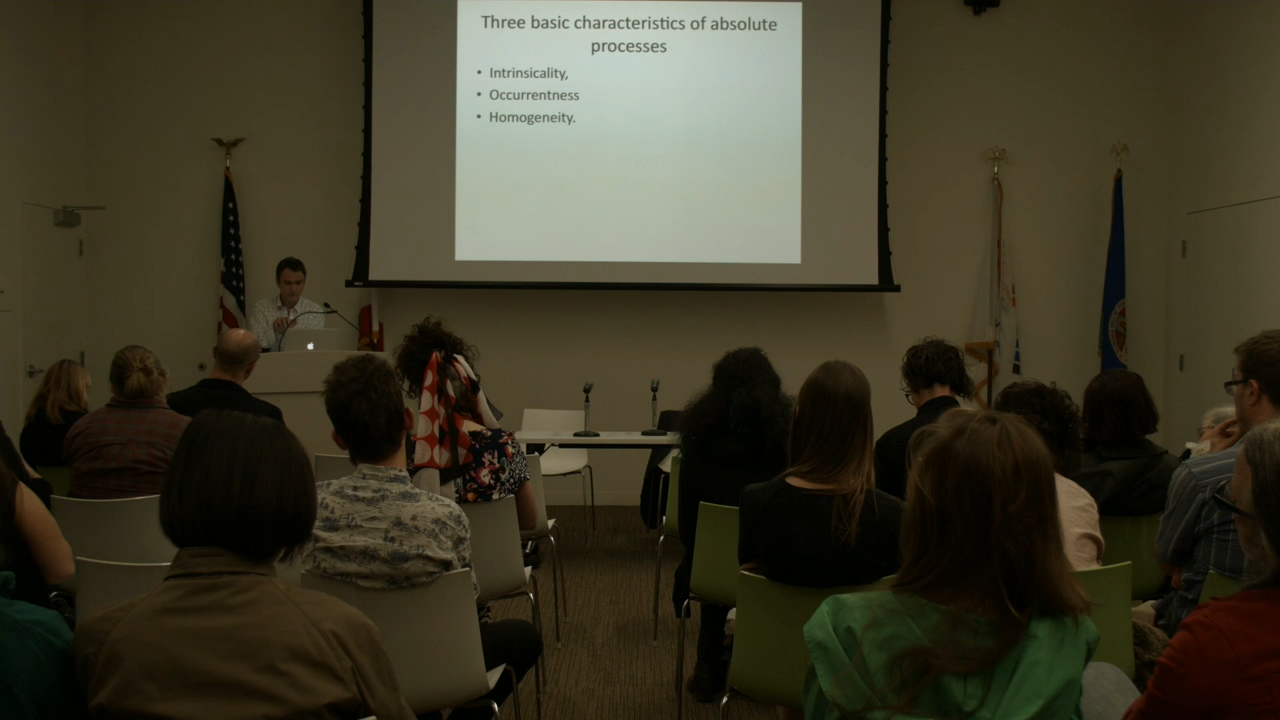 Three basic characteristics of absolute
processes
• Intrinsicality,
• Occurrentness
• Homogeneity.